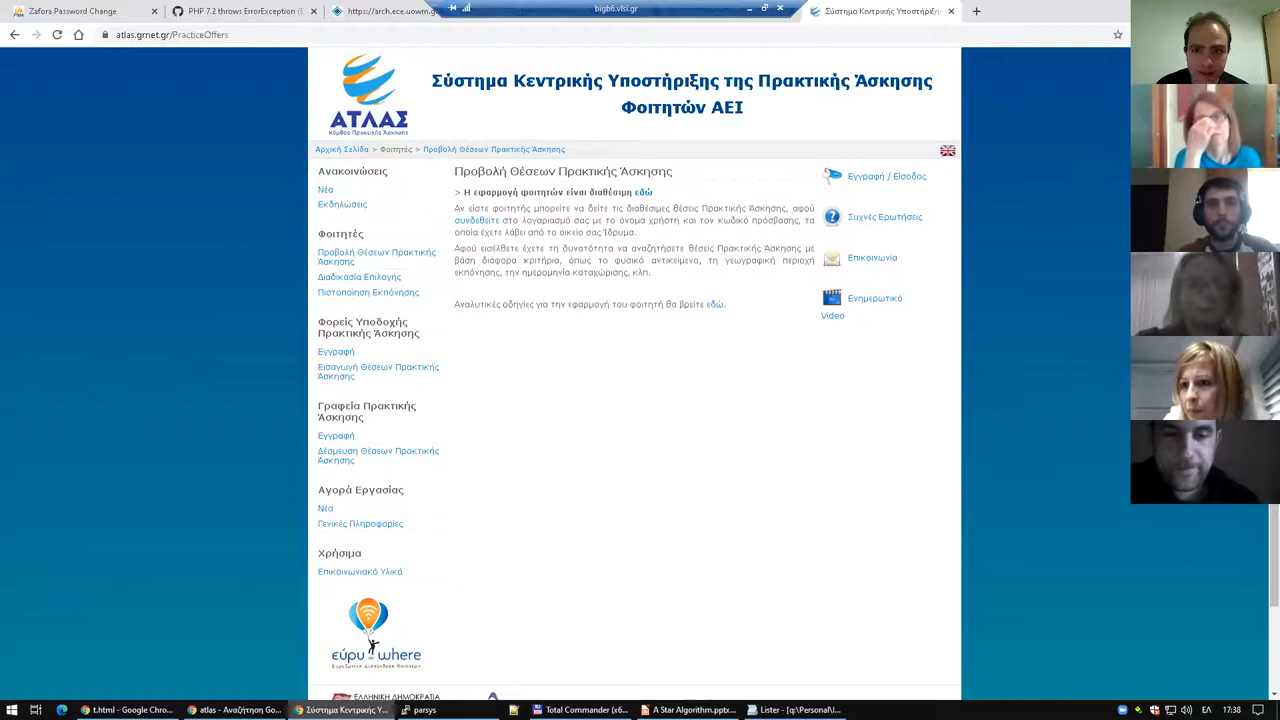 Zafora Password Change
PHP 7.2 throws ErrorException (E
https://arch.ece.uowm.g
bigb6.vlsi.gr
Σύστημα Κεντρικής Υποστήριξη
atlas.grnet.gr/PracticeOffers
ΑΤΛΑΣ
Κόμβος Πρακτικής Άσκησης
Σύστημα Κεντρικής Υποστήριξης της Πρακτικής Άσκησης
Φοιτητών ΑΕΙ
Αρχική Σελίδα > Φοιτητές > Προβολή Θέσεων Πρακτικής Άσκησης
Ανακοινώσεις
Νέα
Εκδηλώσεις
Φοιτητές
Προβολή Θέσεων Πρακτικής
Άσκησης
Διαδικασία Επιλογής
Πιστοποίηση Εκπόνησης
Φορείς Υποδοχής
Πρακτικής Άσκησης
Εγγραφή
Εισαγωγή Θέσεων Πρακτικής
Άσκησης
Γραφεία Πρακτικής
Άσκησης
Εγγραφή
Δέσμευση Θέσεων Πρακτικής
Άσκησης
Αγορά Εργασίας
Νέα
Γενικές Πληροφορίες
Χρήσιμα
Επικοινωνιακό Υλικό
εύρυ where
Ευρυζωνική Διασύνδεση Φοιτητών
ΕΛΛΗΝΙΚΗ ΔΗΜΟΚΡΑΤΙΑ
Προβολή Θέσεων Πρακτικής Άσκησης
> Η εφαρμογή φοιτητών είναι διαθέσιμη εδώ
Αν είστε φοιτητής μπορείτε να δείτε τις διαθέσιμες θέσεις Πρακτικής Άσκησης, αφού
συνδεθείτε στο λογαριασμό σας με το όνομα χρήστη και τον κωδικό πρόσβασης, τα
οποία έχετε λάβει από το οικείο σας Ίδρυμα.
Αφού εισέλθετε έχετε τη δυνατότητα να αναζητήσετε θέσεις Πρακτικής Άσκησης, με
βάση διάφορα κριτήρια, όπως το φυσικό αντικείμενο, τη γεωγραφική περιοχή
εκπόνησης, την ημερομηνία καταχώρισης, κλπ.
Αναλυτικές οδηγίες για την εφαρμογή του φοιτητή θα βρείτε εδώ.
Εγγραφή / Είσοδος
Συχνές Ερωτήσεις
Επικοινωνία
Ενημερωτικό
Video
t.html - Google Chro...
atlas - Αναζήτηση Go...
Σύστημα Κεντρικής Υ...
parsys
Total Commander (x6...
A Star Algorithm.pptx...
Lister - [q:\Personal\I...
ΕΛ
17:38